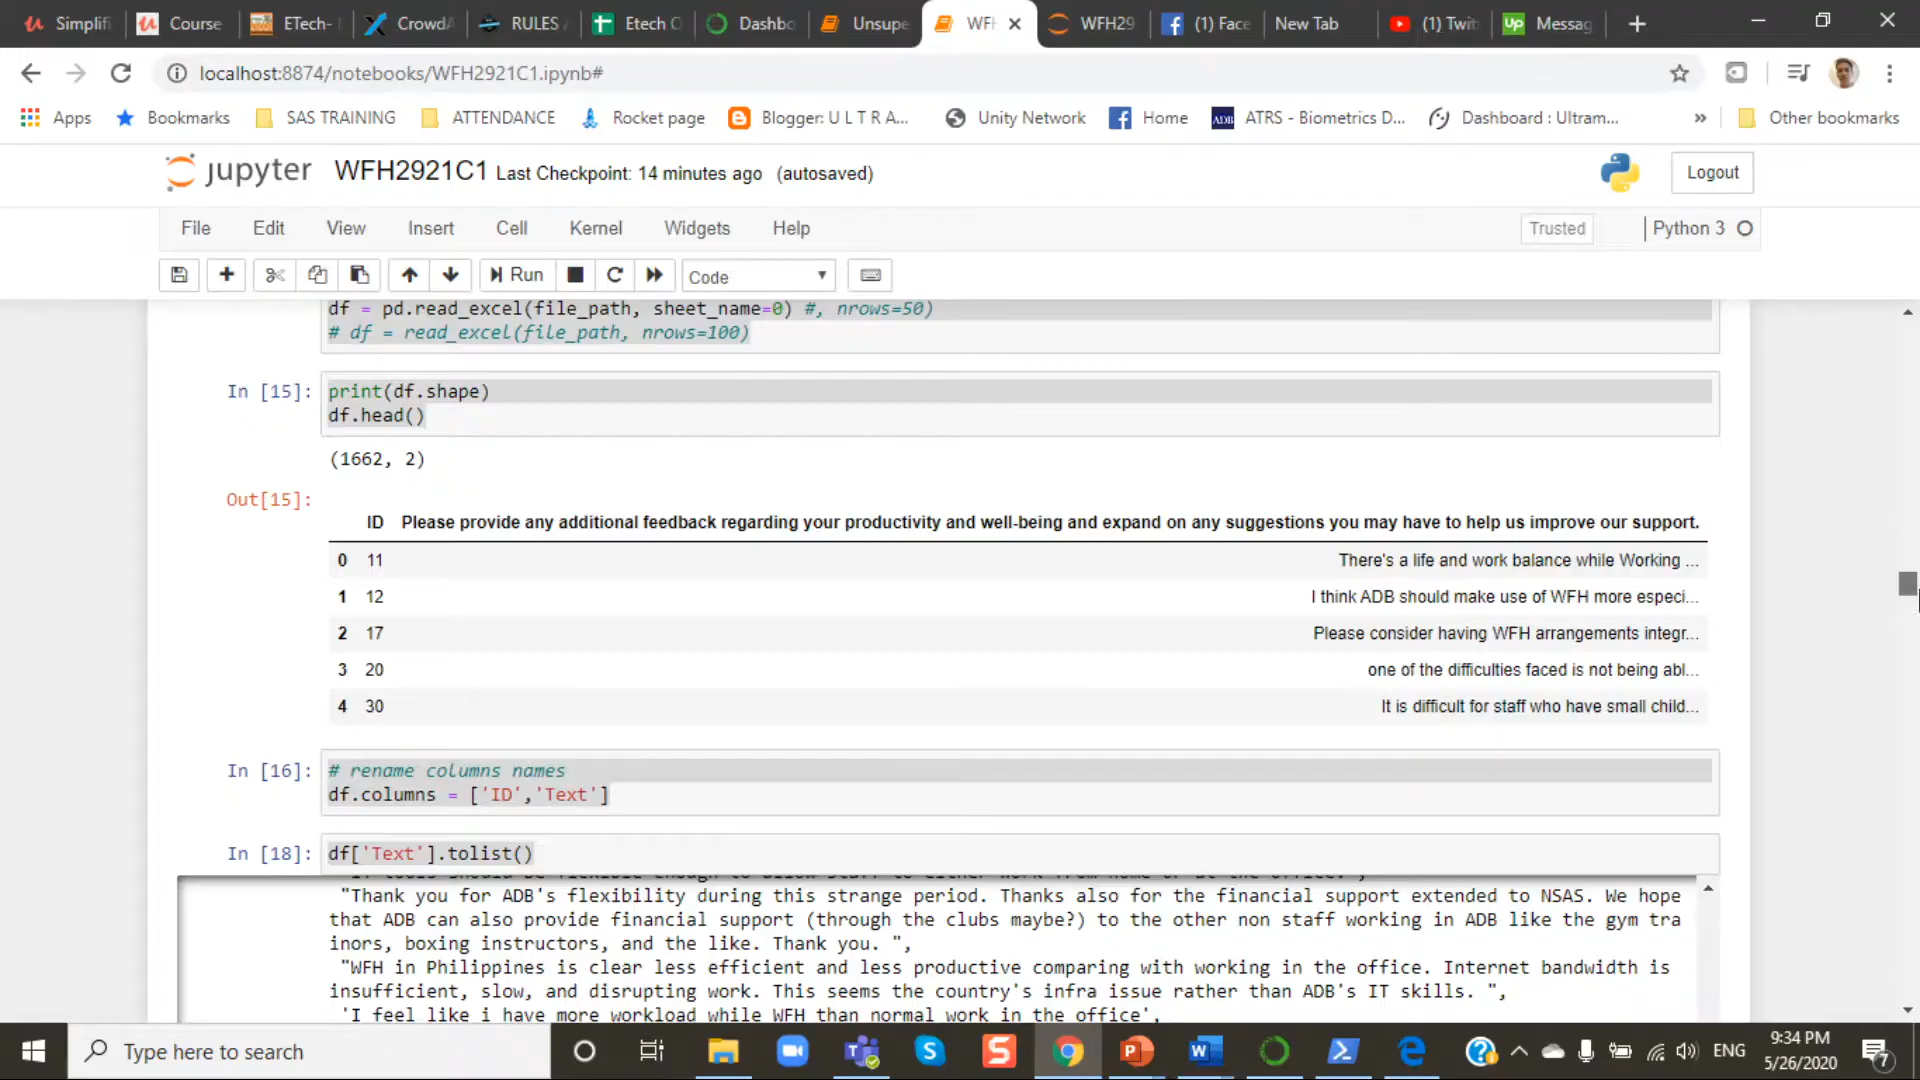 Simplifi
Course
ETech-
CrowdA
RULES
Etech C
Dashbo
Unsupe
WFH
WFH29
(1) Face
New Tab
(1) Twit
Messag
localhost:8874/notebooks/WFH2921C1.ipynb#
Apps
Bookmarks
SAS TRAINING
ATTENDANCE
Rocket page
Blogger: U L T R A...
Unity Network
Home
ADB
ATRS - Biometrics D...
Dashboard : Ultram...
»
Other bookmarks
jupyter WFH2921C1 Last Checkpoint: 14 minutes ago (autosaved)
Logout
File Edit View Insert Cell Kernel Widgets Help
Trusted
Python 3
Run
Code
df = pd.read_excel(file_path, sheet_name=0) #, nrows=50)
# df = read_excel(file_path, nrows=100)
In [15]: print(df.shape)
df.head()
(1662, 2)
Out[15]:
ID Please provide any additional feedback regarding your productivity and well-being and expand on any suggestions you may have to help us improve our support.
0 11 There's a life and work balance while Working ...
1 12 I think ADB should make use of WFH more especi...
2 17 Please consider having WFH arrangements integr...
3 20 one of the difficulties faced is not being abl...
4 30 It is difficult for staff who have small child...
In [16]: # rename columns names
df.columns = ['ID','Text']
In [18]: df['Text'].tolist()
"Thank you for ADB's flexibility during this strange period. Thanks also for the financial support extended to NSAS. We hope
that ADB can also provide financial support (through the clubs maybe?) to the other non staff working in ADB like the gym tra
inors, boxing instructors, and the like. Thank you. ",
"WFH in Philippines is clear less efficient and less productive comparing with working in the office. Internet bandwidth is
insufficient, slow, and disrupting work. This seems the country's infra issue rather than ADB's IT skills. ",
'I feel like i have more workload while WFH than normal work in the office',
Type here to search
ENG
9:34 PM
5/26/2020
7